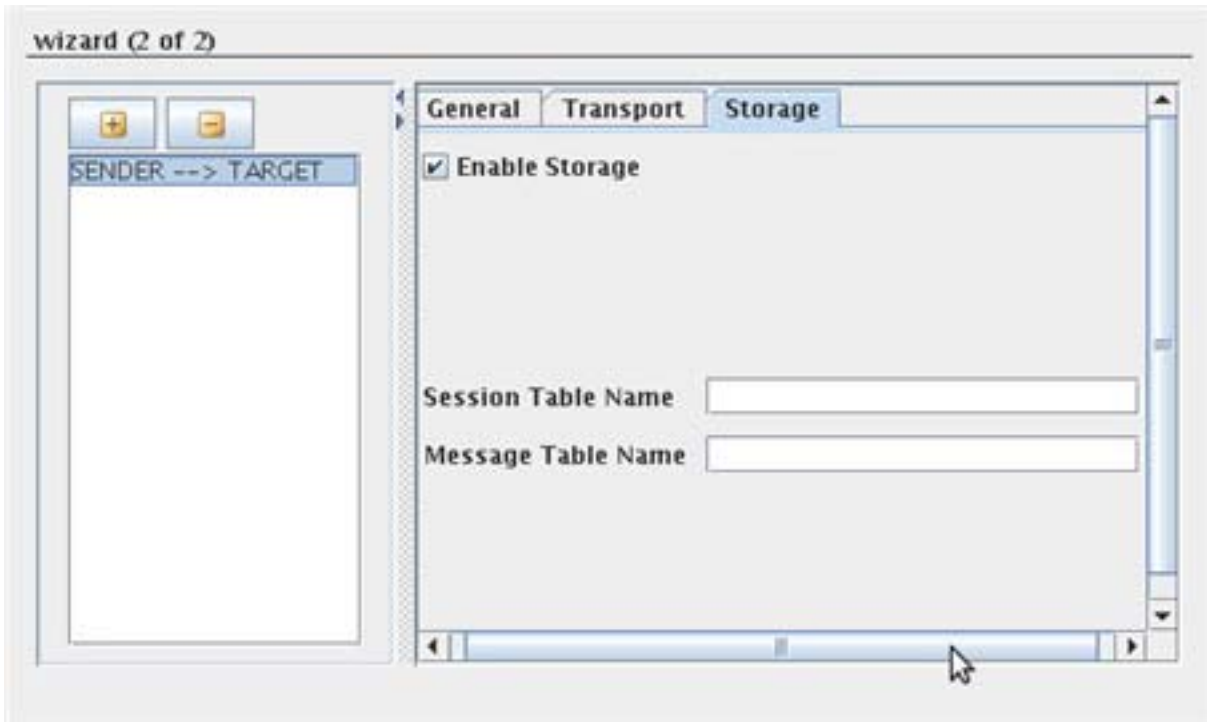 wizard (2 of 2)
SENDER --> TARGET
General Transport Storage
Enable Storage
Session Table Name
Message Table Name